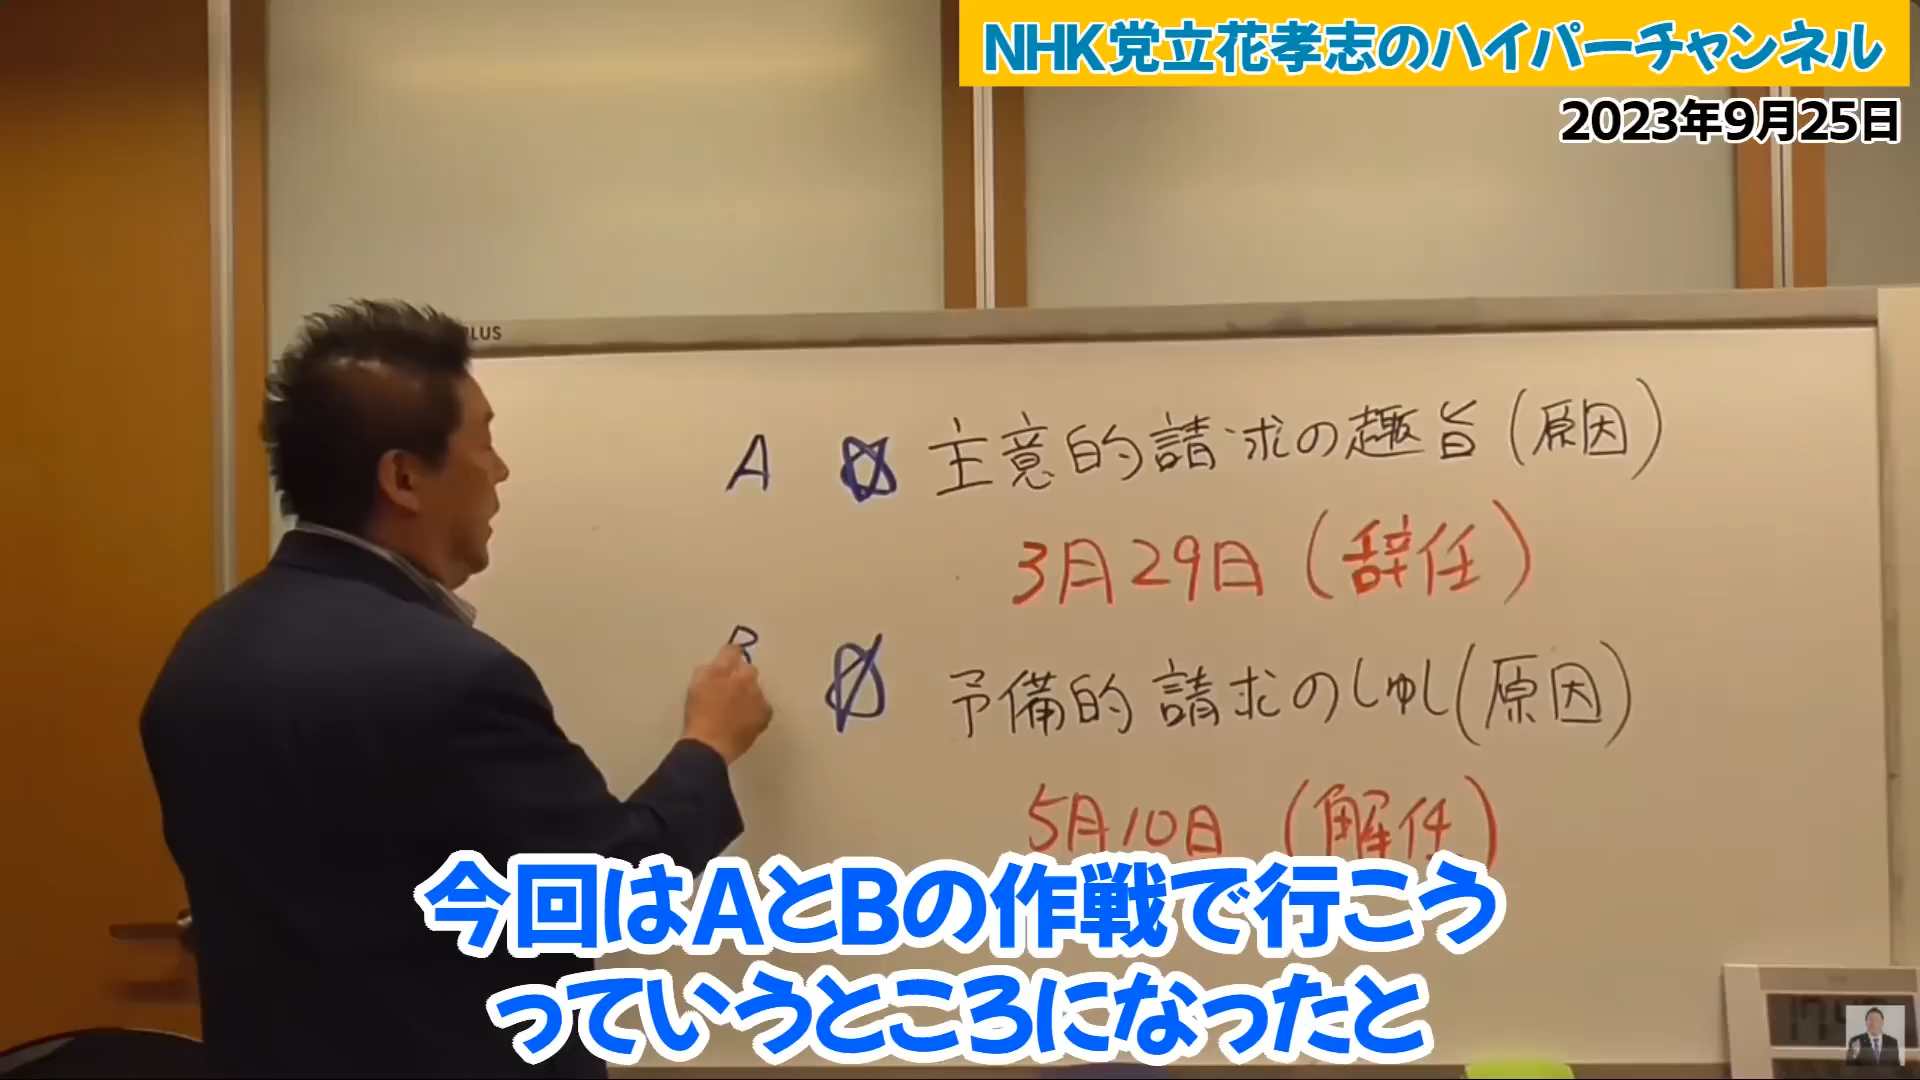 NHK党立花孝志のハイパーチャンネル
2023年9月25日
PLUS
A 主意的請求の趣旨(原因)
3月29日(辞任)
B 予備的請求のしゅし(原因)
5月10日(解任)
今回はAとBの作戦で行こう
っていうところになったと